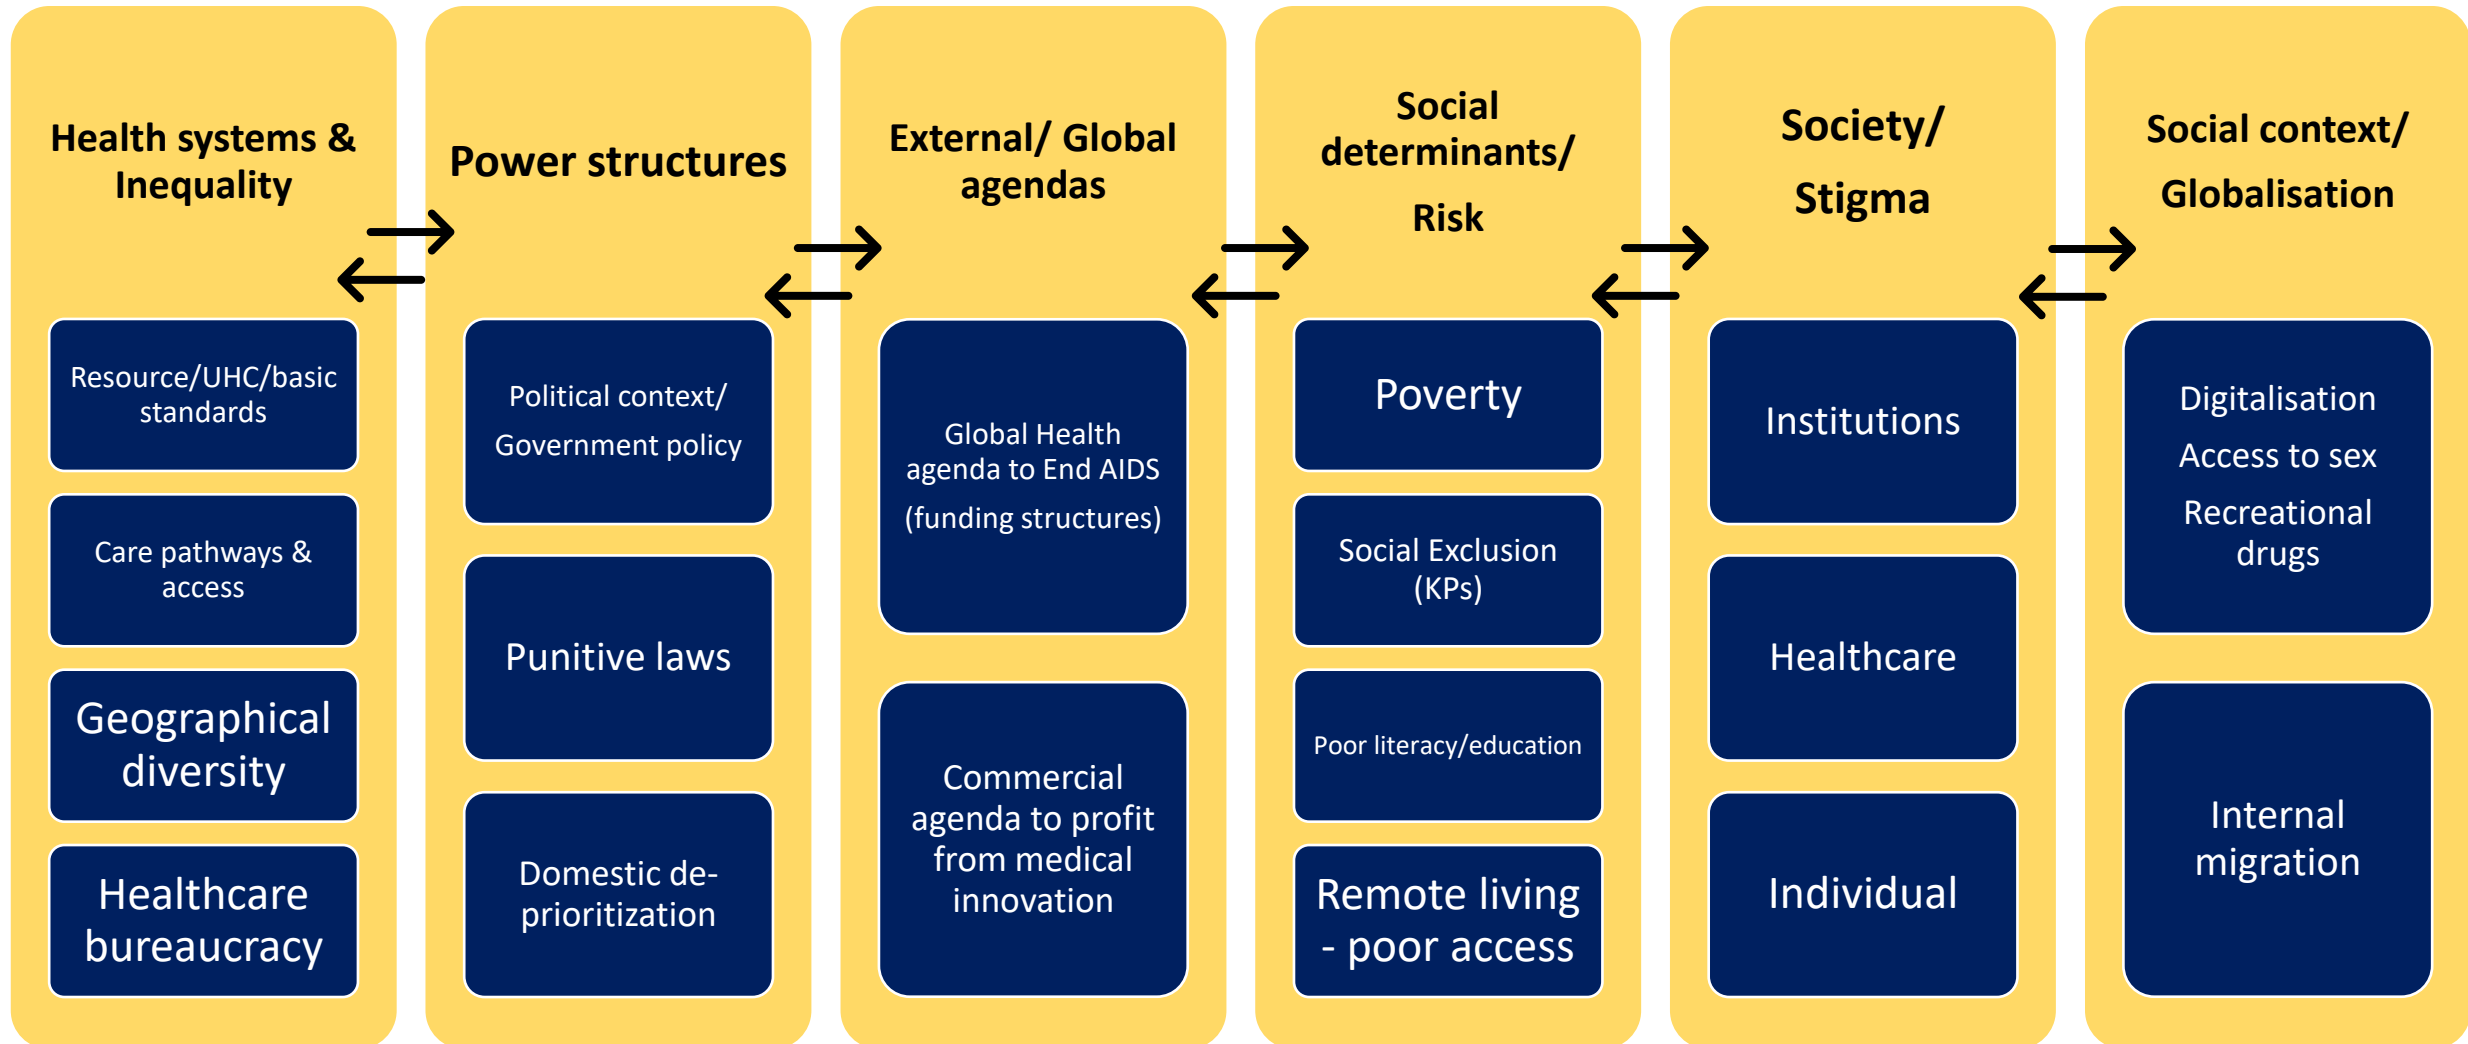 Health systems &
Inequality
Resource/UHC/basic
standards
Care pathways &
access
Geographical
diversity
Healthcare
bureaucracy
Power structures
Political context/
Government policy
Punitive laws
Domestic de-
prioritization
External/ Global
agendas
Global Health
agenda to End AIDS
(funding structures)
Commercial
agenda to profit
from medical
innovation
Social
determinants/
Risk
Poverty
Social Exclusion
(KPs)
Poor literacy/education
Remote living
- poor access
Society/
Stigma
Institutions
Healthcare
Individual
Social context/
Globalisation
Digitalisation
Access to sex
Recreational
drugs
Internal
migration